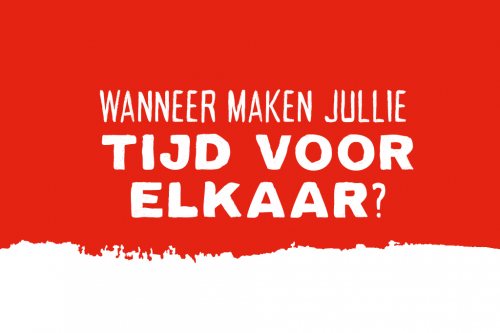 WANNEER MAKEN JULLIE
TIJD VOOR
ELKAAR?